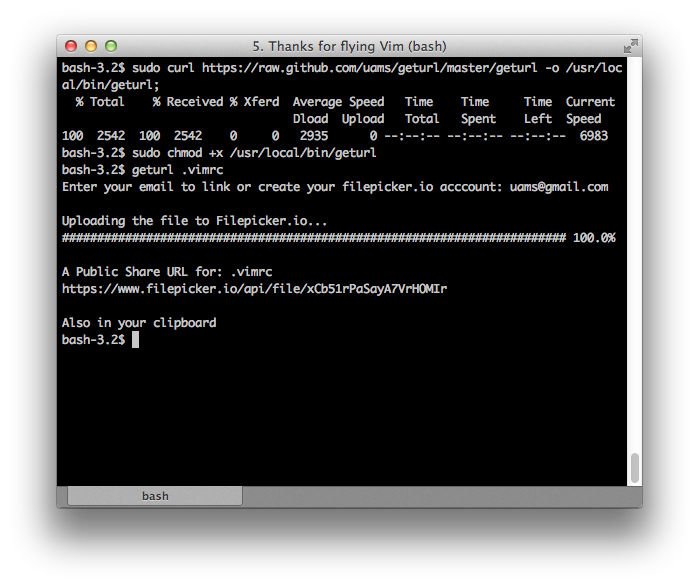 5. Thanks for flying Vim (bash)
bash-3.2$ sudo curl https://raw.github.com/uams/geturl/master/geturl -o /usr/loc
al/bin/geturl;
  % Total    % Received % Xferd  Average Speed   Time    Time     Time  Current
                                 Dload  Upload   Total   Spent    Left  Speed
100  2542  100  2542    0     0   2935      0 --:--:-- --:--:-- --:--:--  6983
bash-3.2$ sudo chmod +x /usr/local/bin/geturl
bash-3.2$ geturl .vimrc
Enter your email to link or create your filepicker.io acccount: uams@gmail.com
Uploading the file to Filepicker.io...
######################################################################## 100.0%
A Public Share URL for: .vimrc
https://www.filepicker.io/api/file/xCb51rPaSayA7VrHOMIr
Also in your clipboard
bash-3.2$
bash